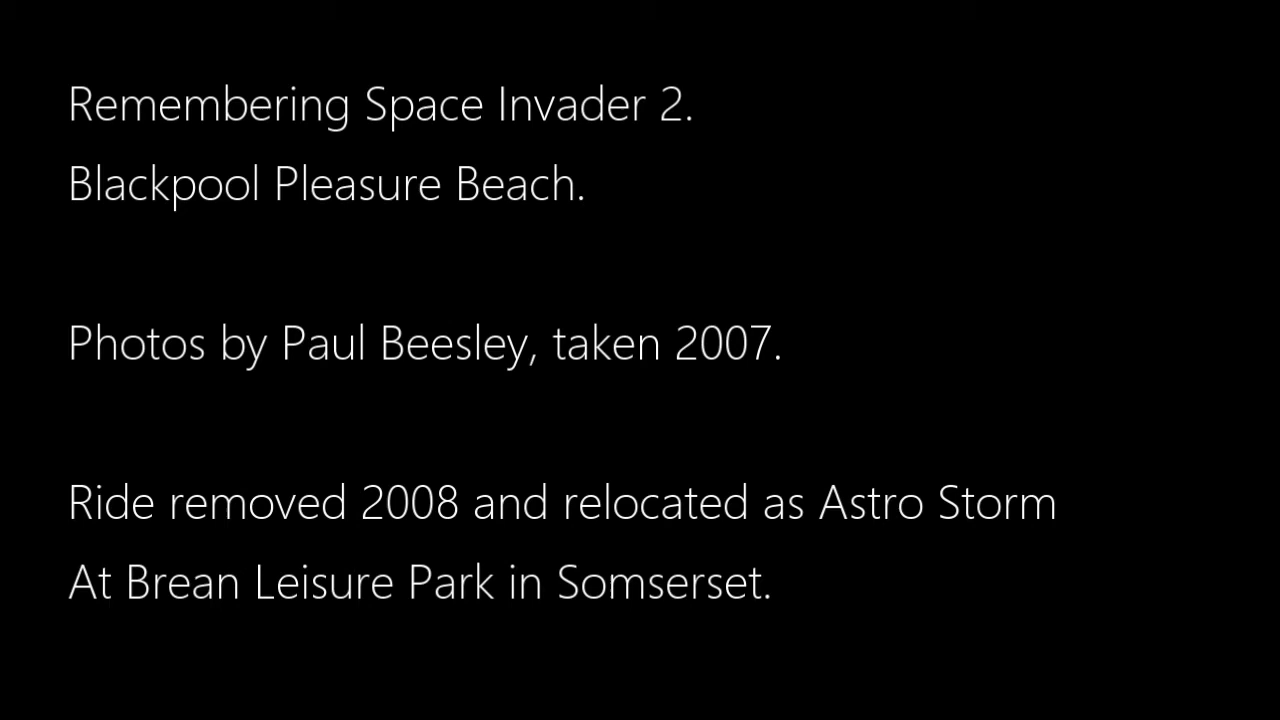 Remembering Space Invader 2.
Blackpool Pleasure Beach.
Photos by Paul Beesley, taken 2007.
Ride removed 2008 and relocated as Astro Storm
At Brean Leisure Park in Somserset.